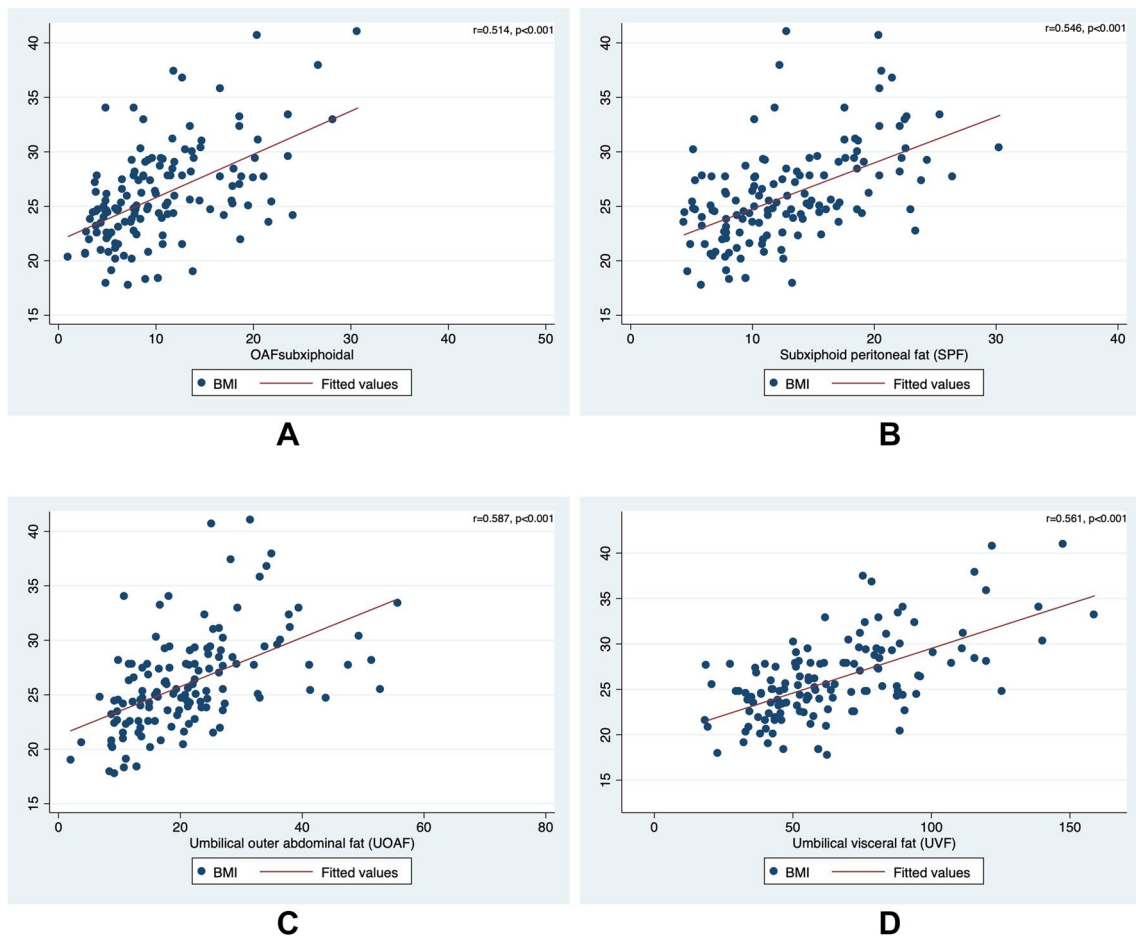 r=0.514, p<0.001
40
35
30
25
20
15
0 10 20 30 40 50
OAFsubxiphoidal
BMI Fitted values
A
r=0.546, p<0.001
40
35
30
25
20
15
0 10 20 30 40
Subxiphoid peritoneal fat (SPF)
BMI Fitted values
B
r=0.587, p<0.001
40
35
30
25
20
15
0 20 40 60 80
Umbilical outer abdominal fat (UOAF)
BMI Fitted values
C
r=0.561, p<0.001
40
35
30
25
20
15
0 50 100 150
Umbilical visceral fat (UVF)
BMI Fitted values
D